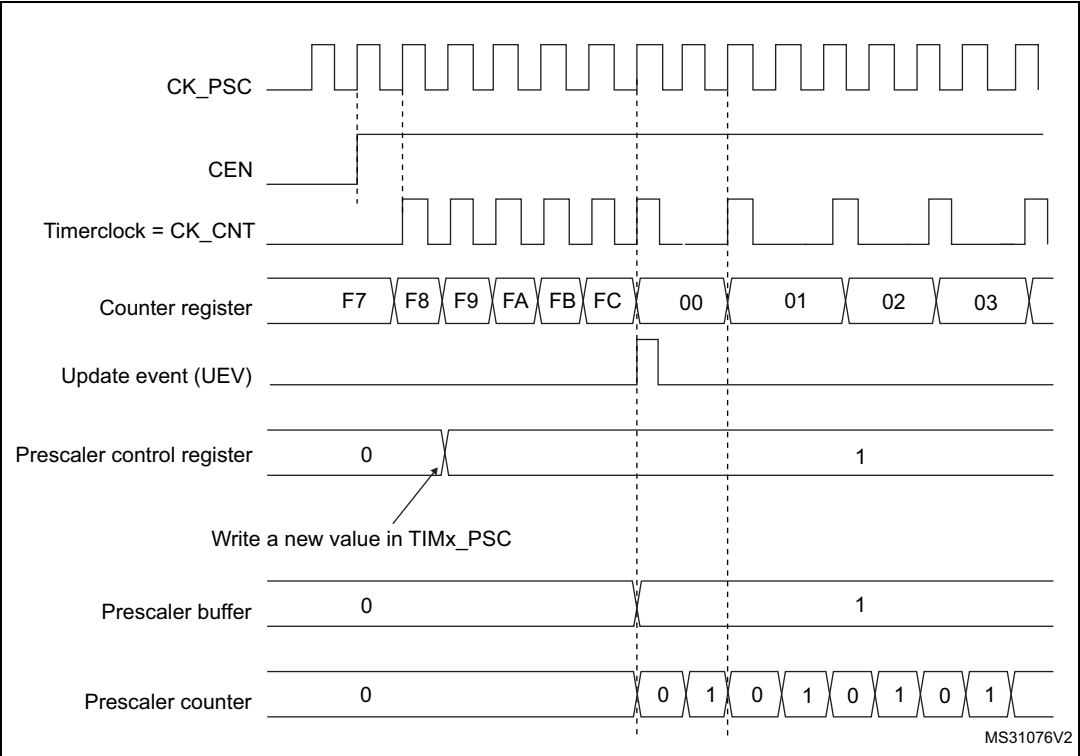 CK_PSC
CEN
Timerclock = CK_CNT
Counter register F7 F8 F9 FA FB FC 00 01 02 03
Update event (UEV)
Prescaler control register 0 1
Write a new value in TIMx_PSC
Prescaler buffer 0 1
Prescaler counter 0 0 1 0 1 0 1 0 1
MS31076V2